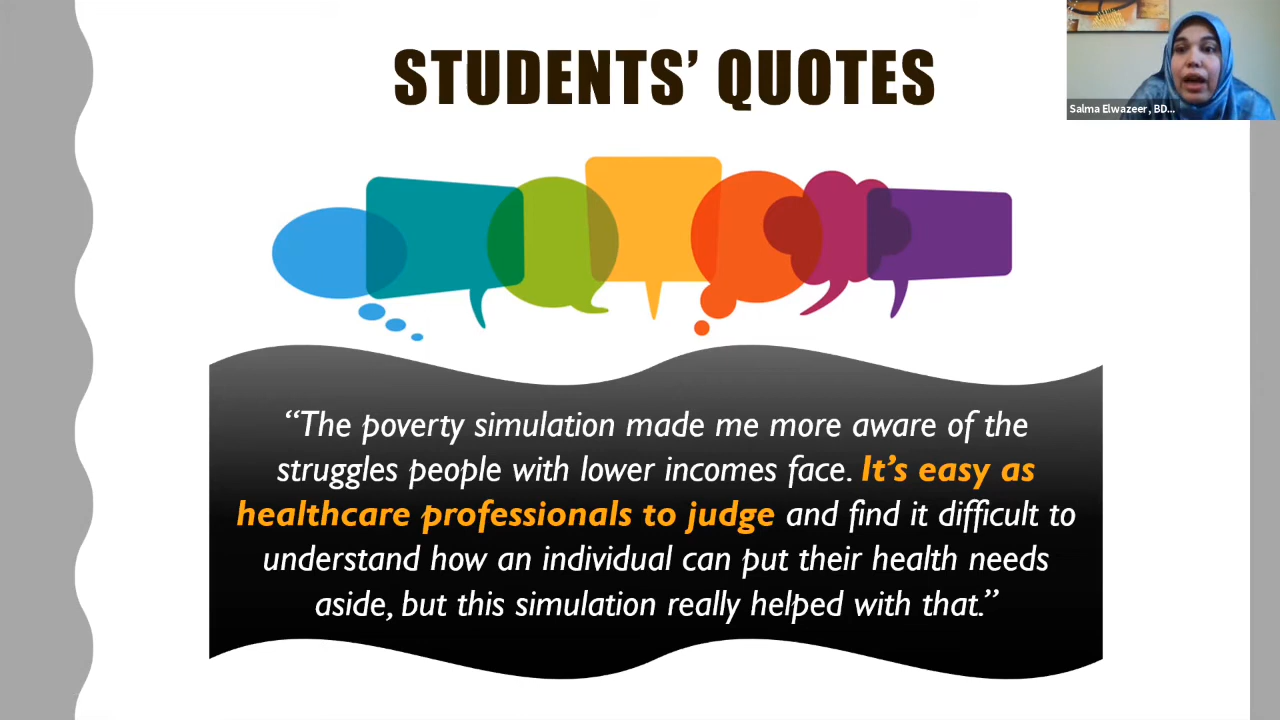 STUDENTS’ QUOTES
Salma Elwazeer, BD...
“The poverty simulation made me more aware of the
struggles people with lower incomes face. It’s easy as
healthcare professionals to judge and find it difficult to
understand how an individual can put their health needs
aside, but this simulation really helped with that.”